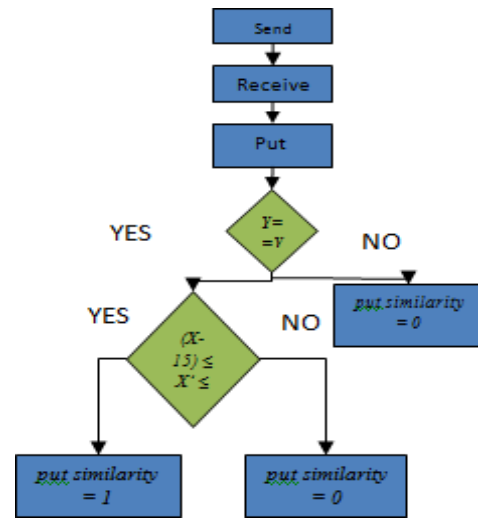 Send
Receive
Put
YES
Y=
=Y
NO
put similarity
= 0
YES
(X-
15) ≤
X' ≤
NO
put similarity
= 1
put similarity
= 0